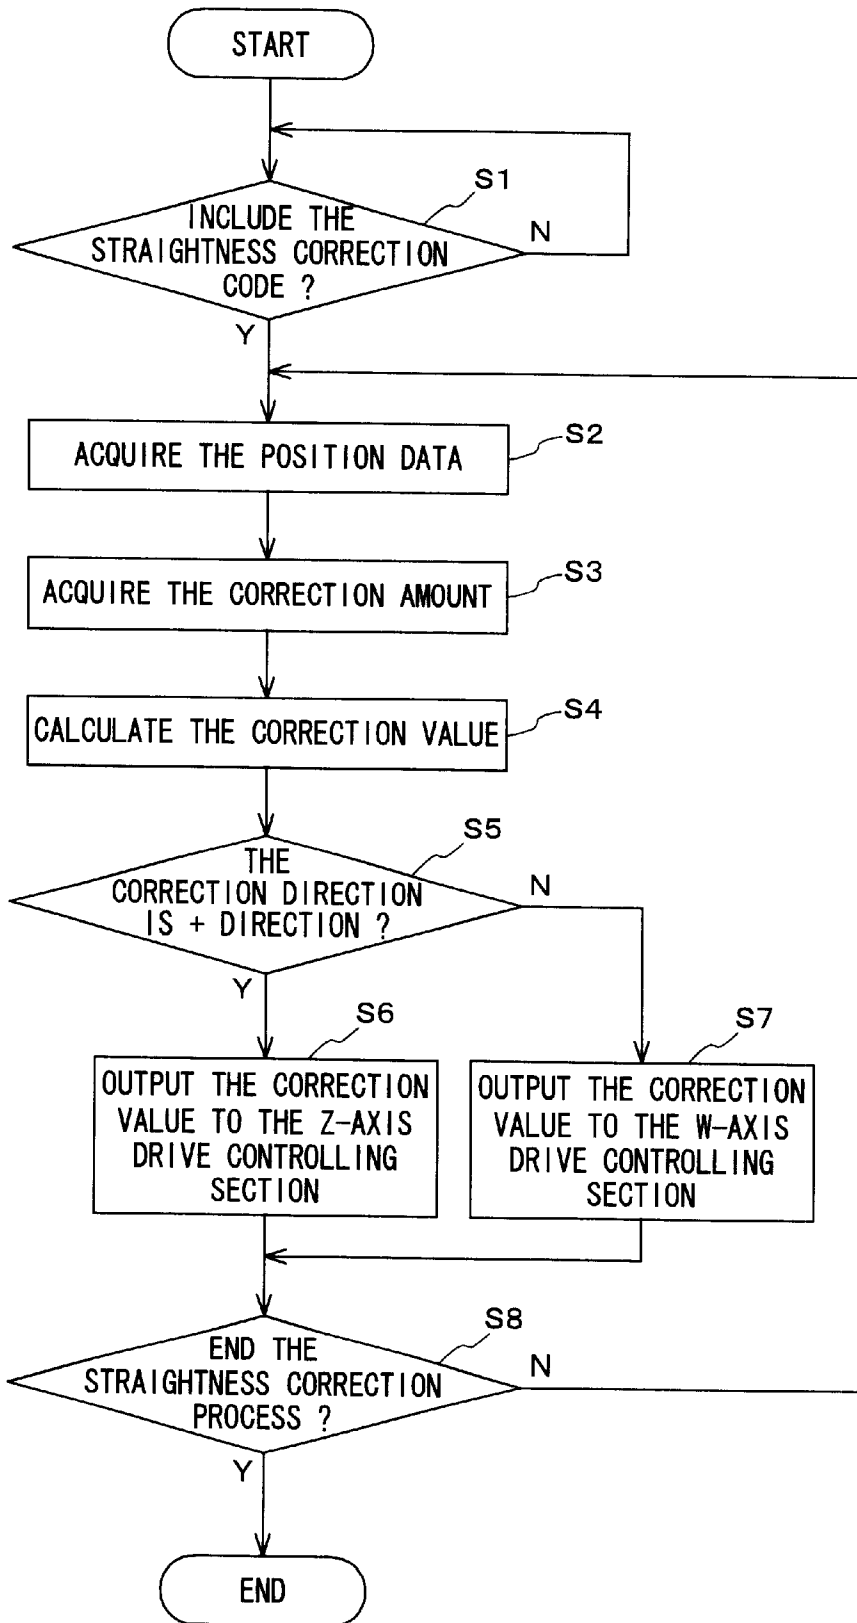 START
S1
INCLUDE THE
STRAIGHTNESS CORRECTION
CODE ?
N
Y
S2
ACQUIRE THE POSITION DATA
S3
ACQUIRE THE CORRECTION AMOUNT
S4
CALCULATE THE CORRECTION VALUE
S5
THE
CORRECTION DIRECTION
IS + DIRECTION ?
N
Y
S6
OUTPUT THE CORRECTION
VALUE TO THE Z-AXIS
DRIVE CONTROLLING
SECTION
S7
OUTPUT THE CORRECTION
VALUE TO THE W-AXIS
DRIVE CONTROLLING
SECTION
S8
END THE
STRAIGHTNESS CORRECTION
PROCESS ?
N
Y
END